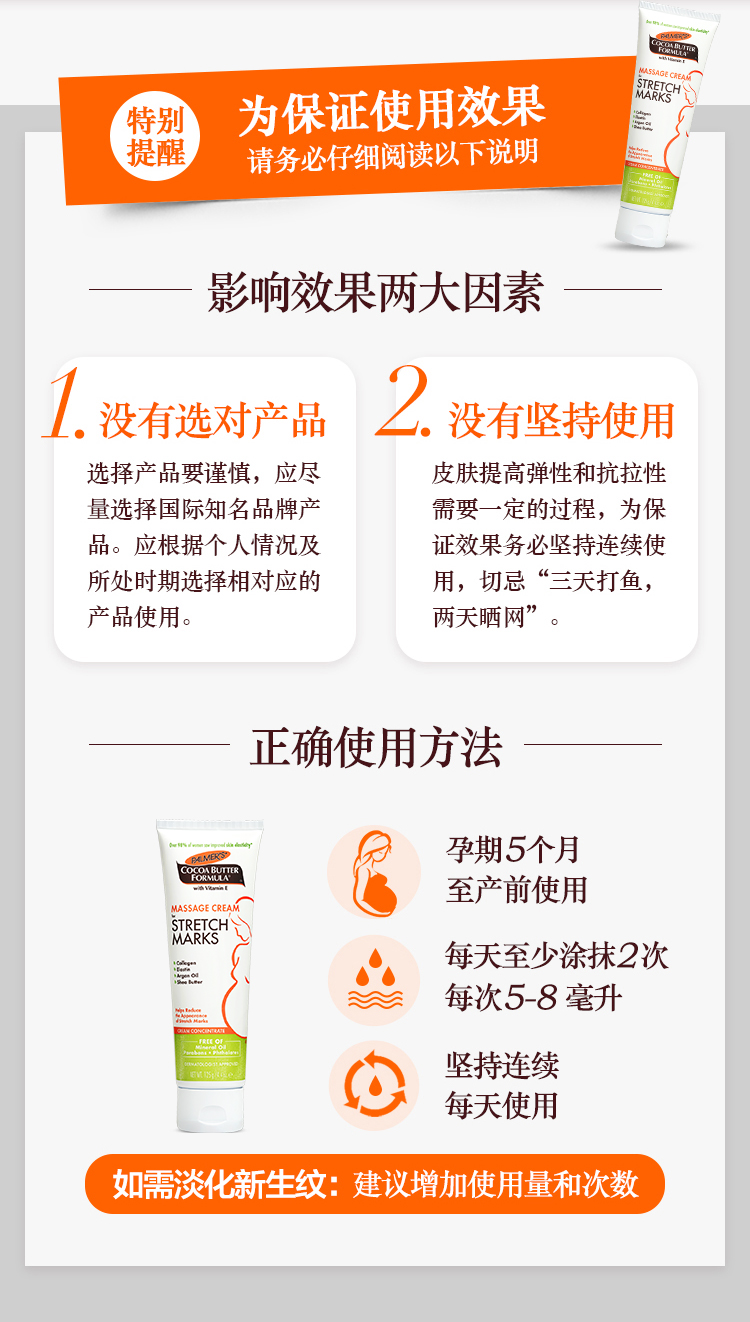 特别
提醒
为保证使用效果
请务必仔细阅读以下说明
PALMER'S
COCOA BUTTER
FORMULA
with Vitamin E
MASSAGE CREAM
STRETCH
MARKS
Collagen
Elastin
Argan Oil
Shea Butter
影响效果两大因素
1.没有选对产品
选择产品要谨慎，应尽
量选择国际知名品牌产
品。应根据个人情况及
所处时期选择相对应的
产品使用。
2.没有坚持使用
皮肤提高弹性和抗拉性
需要一定的过程，为保
证效果务必坚持连续使
用，切忌“三天打鱼，
两天晒网”。
正确使用方法
PALMER'S
COCOA BUTTER
FORMULA
with Vitamin E
MASSAGE CREAM
for
STRETCH
MARKS
Collagen
Elastin
Argan Oil
Shea Butter
Helps Reduce
the Appearance
of Stretch Marks
CREAM CONCENTRATE
FREE OF
Mineral Oil
Parabens • Phthalates
DERMATOLOGIST APPROVED
孕期5个月
至产前使用
每天至少涂抹2次
每次5-8 毫升
坚持连续
每天使用
如需淡化新生纹：建议增加使用量和次数